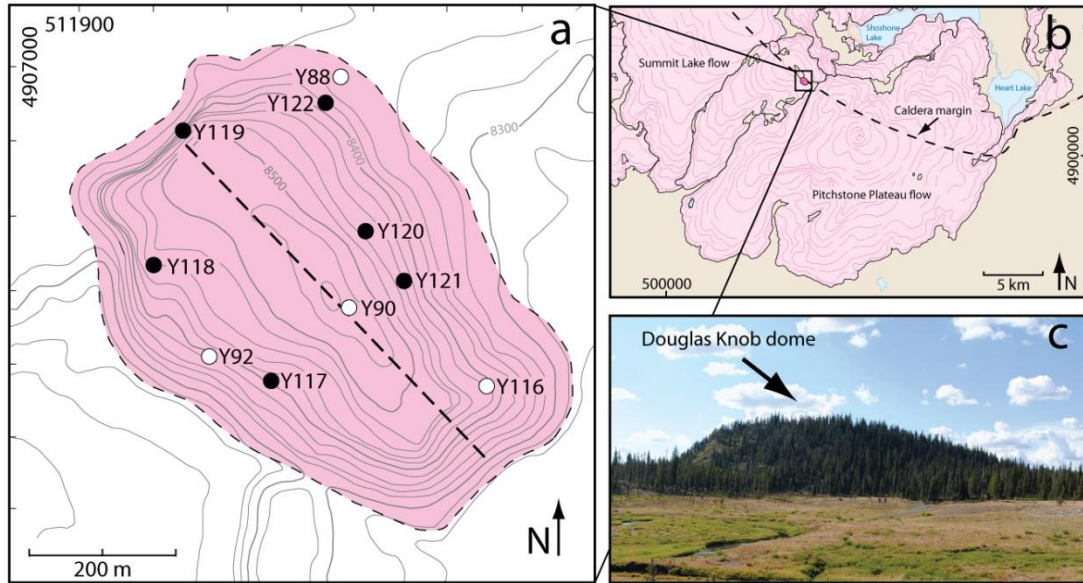 511900
4907000
a
Y88
Y122
Y119
8300
8400
8500
Y120
Y118
Y121
Y90
Y92
Y117
Y116
200 m
N
b
Shoshone
Lake
Summit Lake flow
Heart Lake
Caldera margin
4900000
Pitchstone Plateau flow
500000
5 km
N
c
Douglas Knob dome